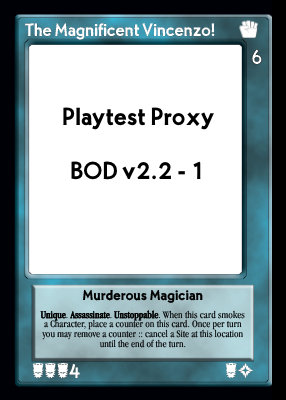 The Magnificent Vincenzo!
6
Playtest Proxy
BOD v2.2 - 1
Murderous Magician
Unique. Assassinate. Unstoppable. When this card smokes
a Character, place a counter on this card. Once per turn
you may remove a counter :: cancel a Site at this location
until the end of the turn.
4